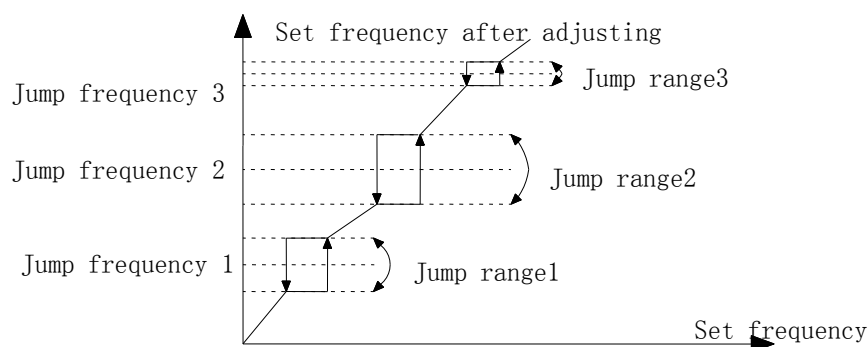 Set frequency after adjusting
Jump range3
Jump frequency 3
Jump frequency 2
Jump range2
Jump frequency 1
Jump range1
Set frequency